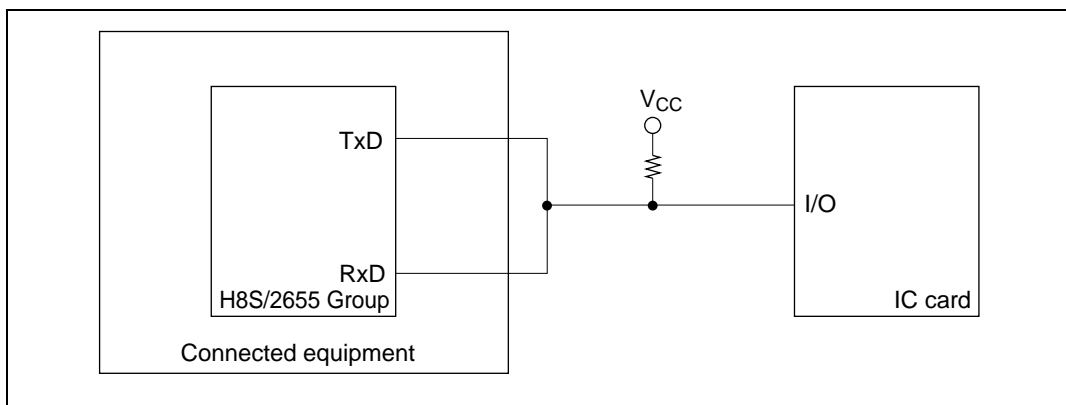 TxD
RxD
H8S/2655 Group
Connected equipment
VCC
I/O
IC card